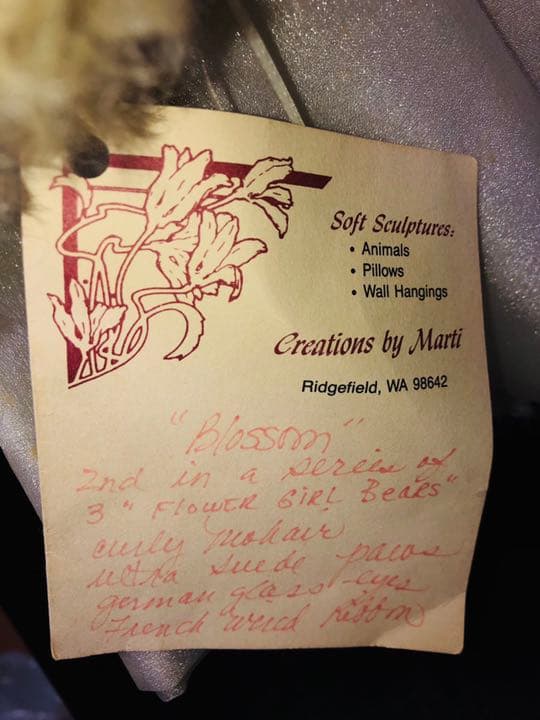 Soft Sculptures:
• Animals
• Pillows
• Wall Hangings
Creations by Marti
Ridgefield, WA 98642
"Blossom"
2nd in a series of
3 "FLOWER GIRL Bears"
curly Mohair
ultra suede paws
german glass eyes
French wired ribbon